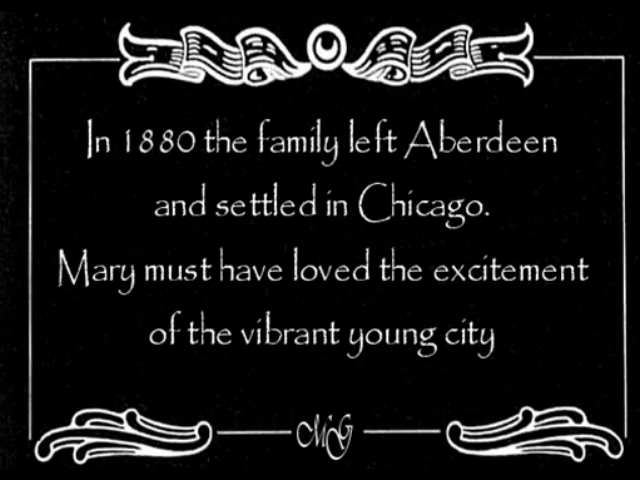 In 1880 the family left Aberdeen
and settled in Chicago.
Mary must have loved the excitement
of the vibrant young city
MG